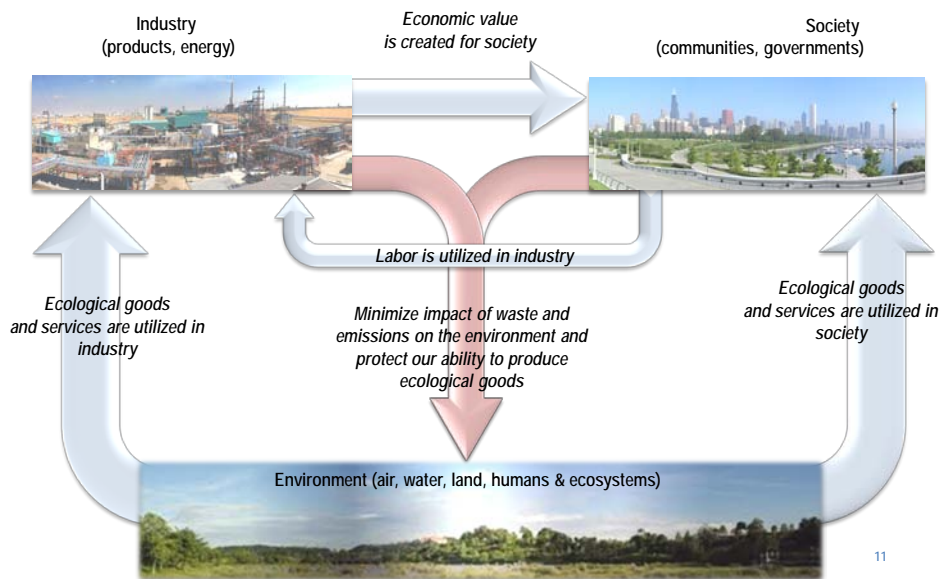 Industry
(products, energy)
Economic value
is created for society
Society
(communities, governments)
Labor is utilized in industry
Ecological goods
and services are utilized in
industry
Minimize impact of waste and
emissions on the environment and
protect our ability to produce
ecological goods
Ecological goods
and services are utilized in
society
Environment (air, water, land, humans & ecosystems)
11